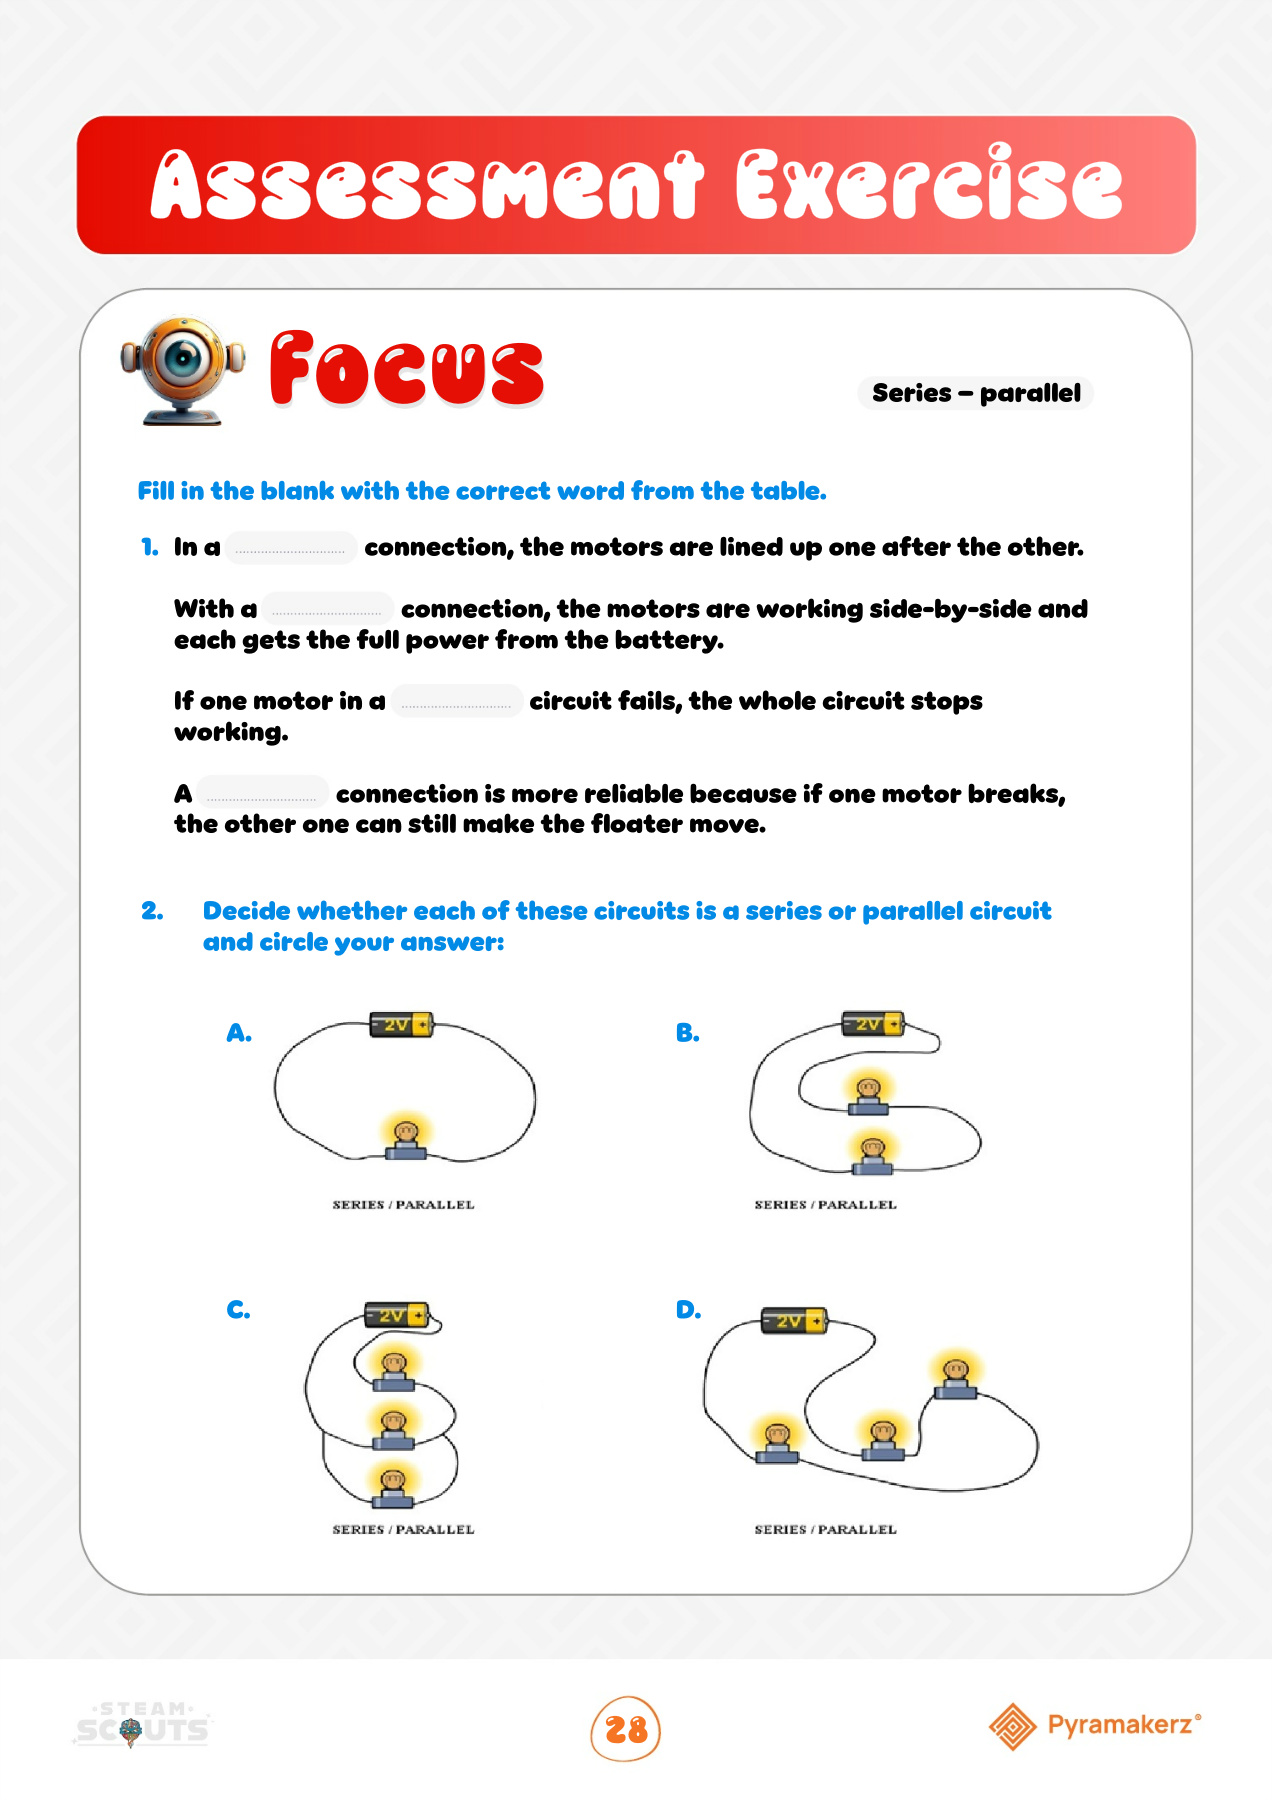 Assessment Exercise
Focus
Series – parallel
Fill in the blank with the correct word from the table.
1. In a .............................. connection, the motors are lined up one after the other.
With a .............................. connection, the motors are working side-by-side and
each gets the full power from the battery.
If one motor in a .............................. circuit fails, the whole circuit stops
working.
A .............................. connection is more reliable because if one motor breaks,
the other one can still make the floater move.
2. Decide whether each of these circuits is a series or parallel circuit
and circle your answer:
A. - 2V +
B. - 2V +
SERIES / PARALLEL
SERIES / PARALLEL
C. - 2V +
D. - 2V +
SERIES / PARALLEL
SERIES / PARALLEL
STEAM
SCOUTS
28
Pyramakerz®